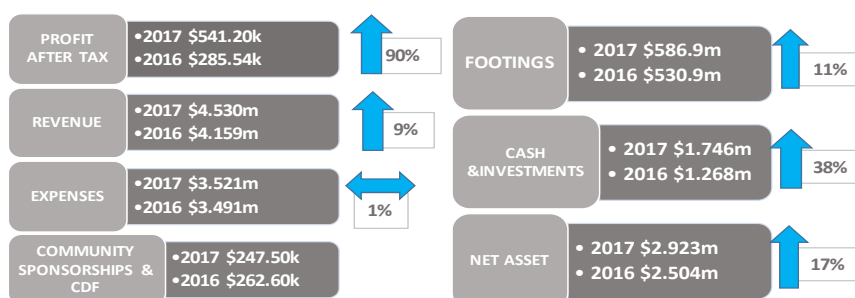 PROFIT
AFTER TAX
•2017 $541.20k
•2016 $285.54k
90%
REVENUE
•2017 $4.530m
•2016 $4.159m
9%
EXPENSES
•2017 $3.521m
•2016 $3.491m
1%
COMMUNITY
SPONSORSHIPS &
CDF
•2017 $247.50k
•2016 $262.60k
FOOTINGS
• 2017 $586.9m
• 2016 $530.9m
11%
CASH
&INVESTMENTS
• 2017 $1.746m
• 2016 $1.268m
38%
NET ASSET
• 2017 $2.923m
• 2016 $2.504m
17%